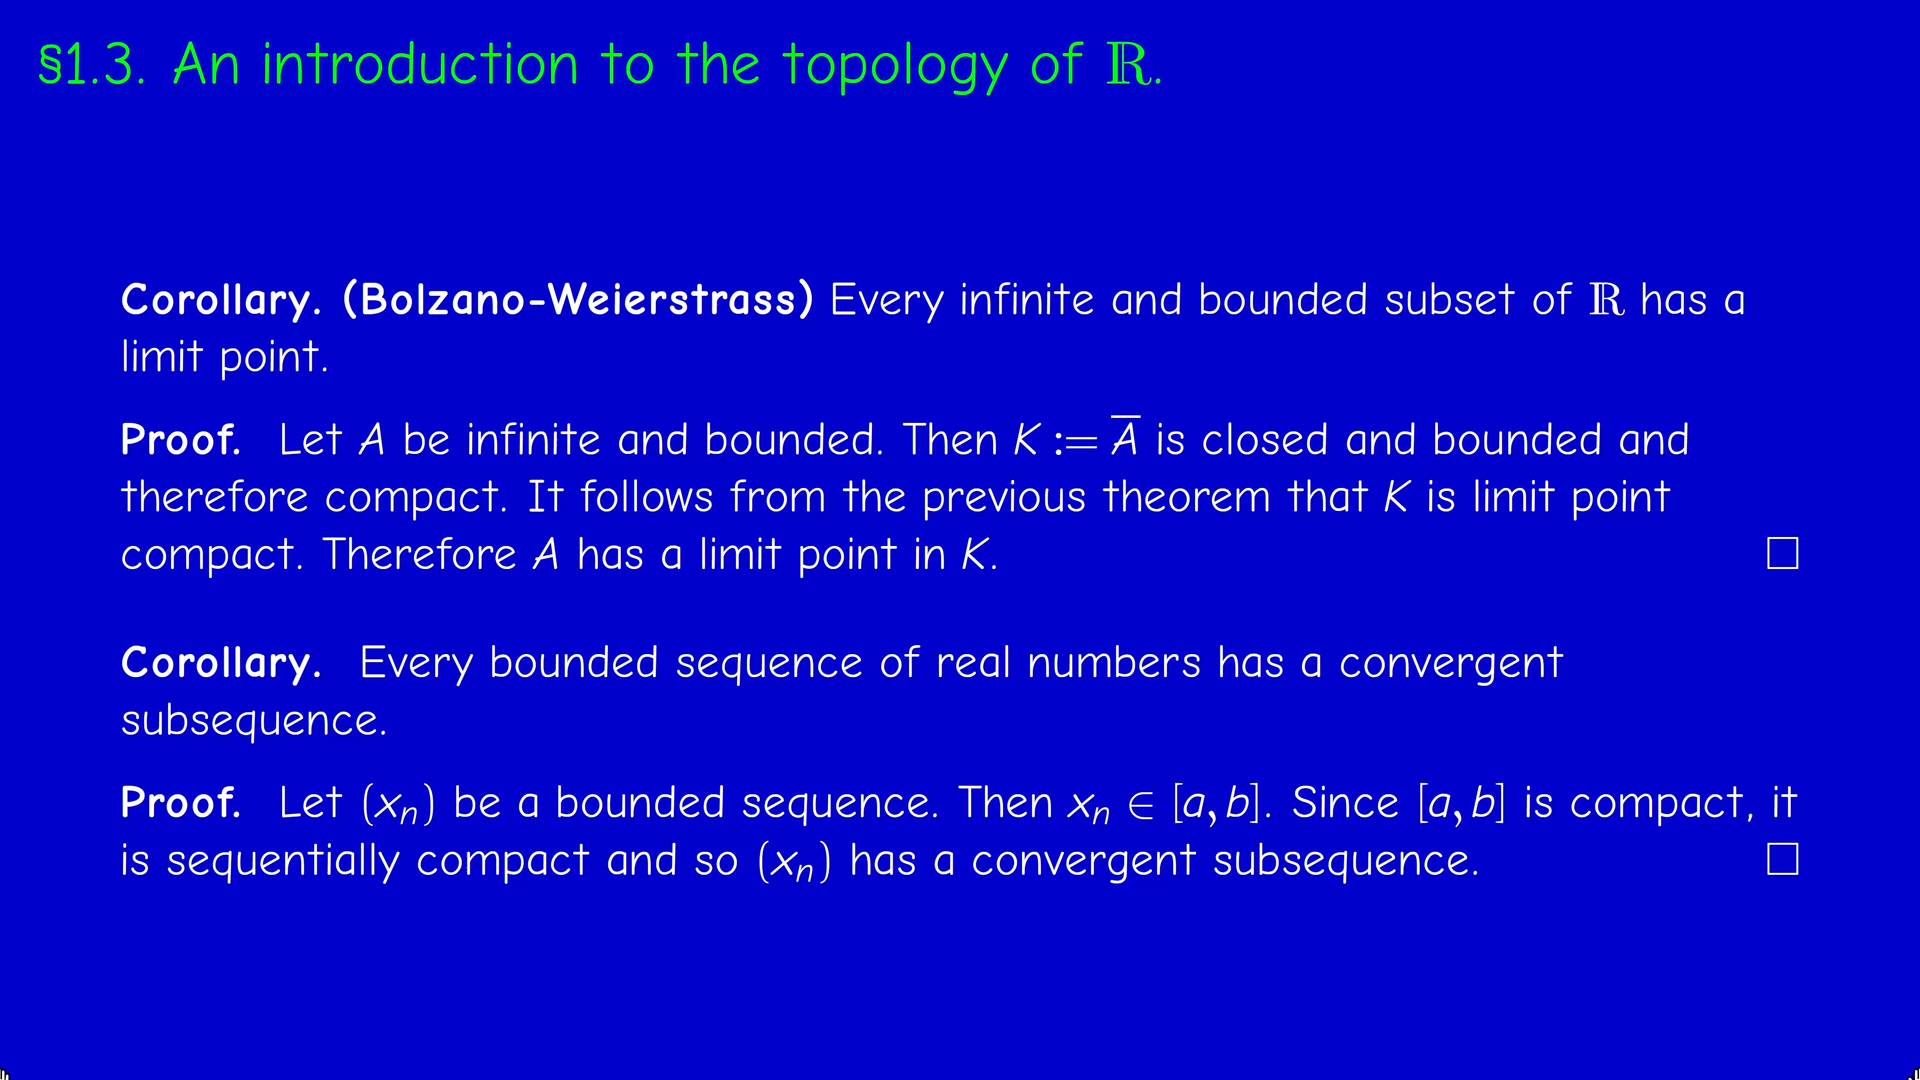 §1.3. An introduction to the topology of ℝ.
Corollary. (Bolzano-Weierstrass) Every infinite and bounded subset of ℝ has a
limit point.
Proof. Let A be infinite and bounded. Then K := A̅ is closed and bounded and
therefore compact. It follows from the previous theorem that K is limit point
compact. Therefore A has a limit point in K. □
Corollary. Every bounded sequence of real numbers has a convergent
subsequence.
Proof. Let (xₙ) be a bounded sequence. Then xₙ ∈ [a, b]. Since [a, b] is compact, it
is sequentially compact and so (xₙ) has a convergent subsequence. □